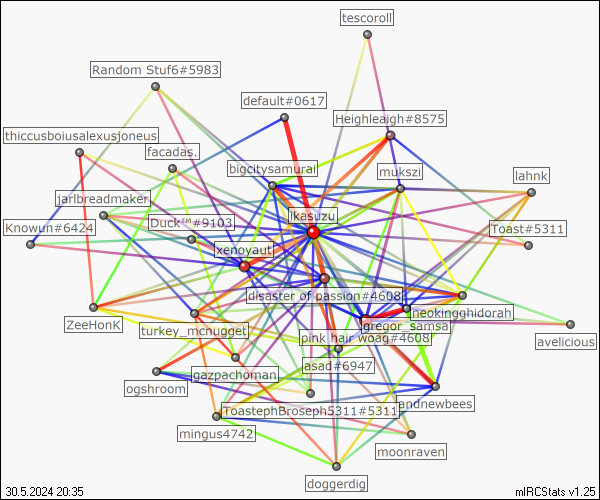 tescoroll
Random Stuf6#5983
default#0617
Heighleaigh#8575
thiccusboiusalexusjoneus
facadas.
bigcitysamurai
mukszi
lahnk
jarlbreadmaker
Knowun#6424
Duck™#9103
ikasuzu
Toast#5311
xenoyaut
disaster of passion#4608
neokingghidorah
ZeeHonk
turkey_mcnugget
gregor_samsa
pink hair woag#4608
avelicious
ogshroom
gazpachoman
asad#6947
ToastephBroseph5311#5311
andnewbees
mingus4742
moonraven
doggerdig
30.5.2024 20:35
mIRCStats v1.25